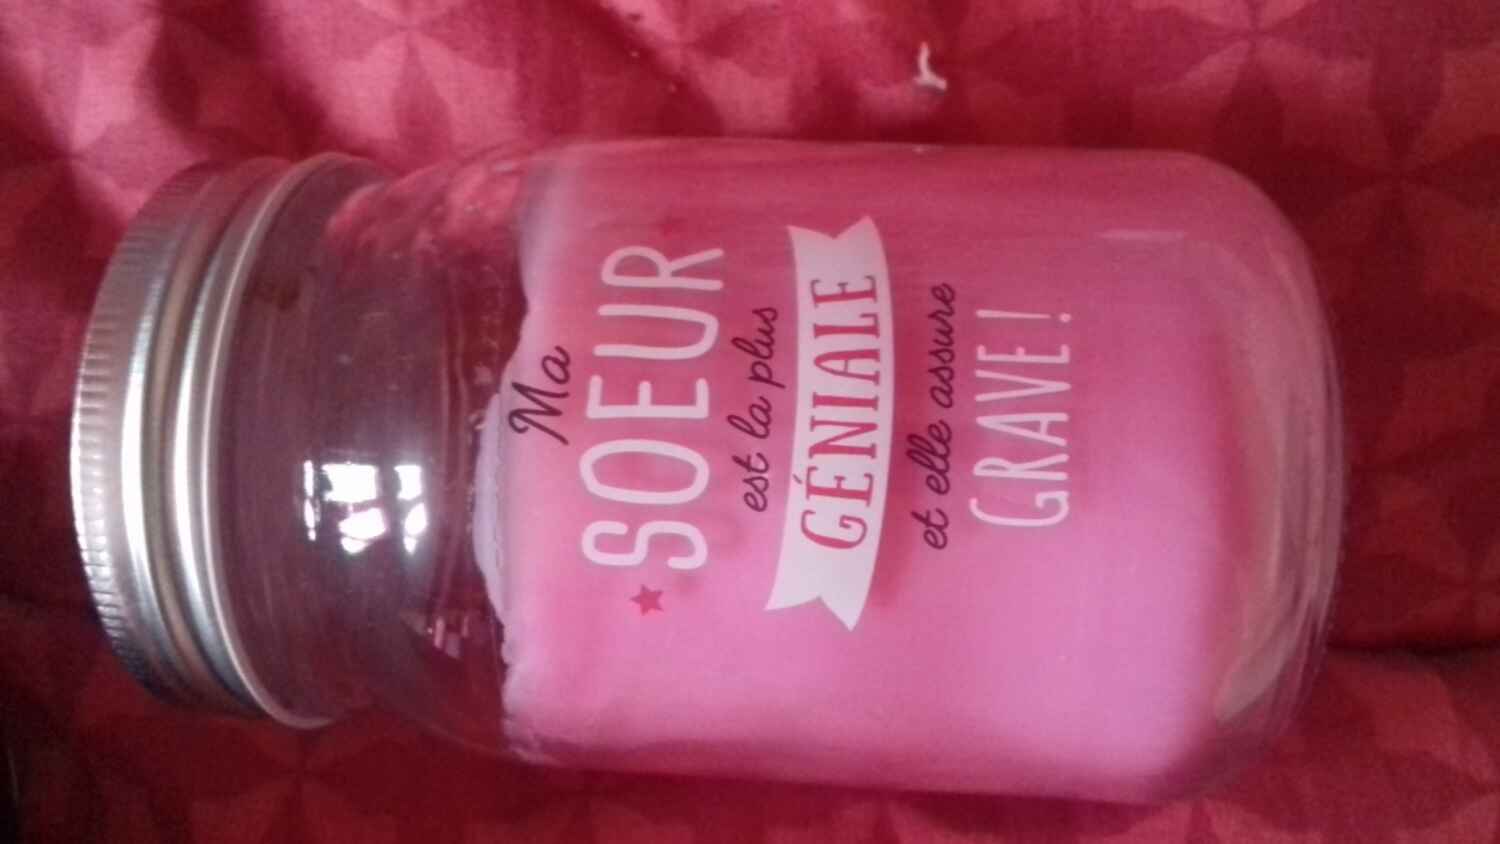 Ma
SOEUR
est la plus
GÉNIALE
et elle assure
GRAVE!